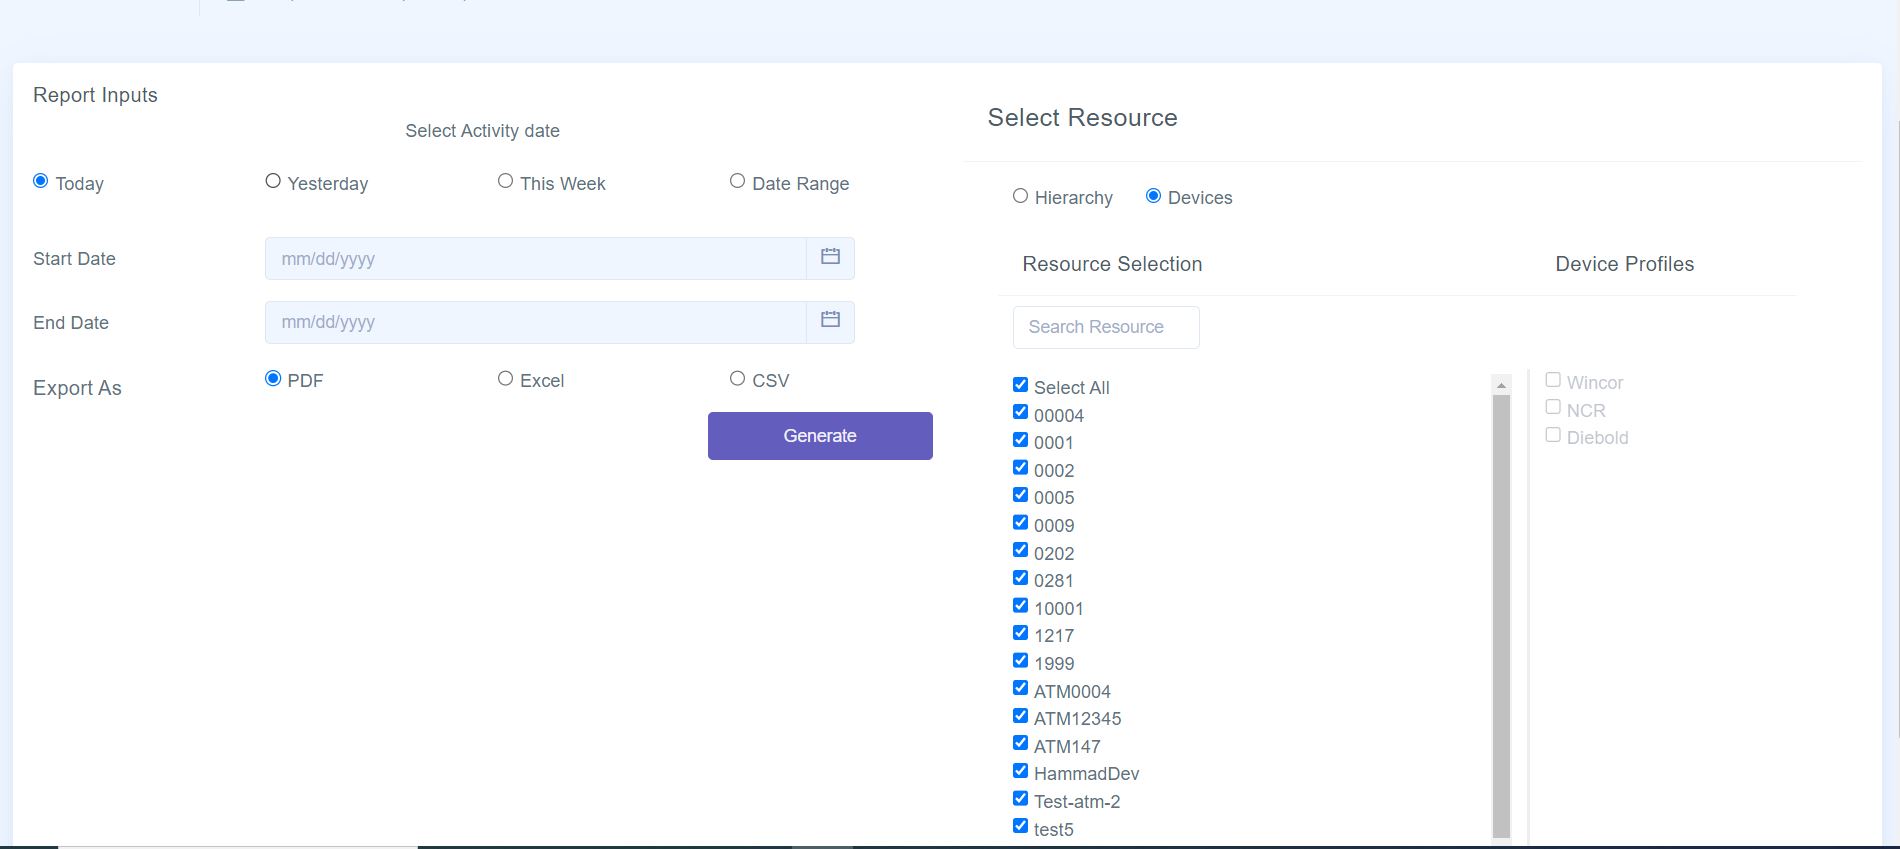 Report Inputs
Select Activity date
Today
Yesterday
This Week
Date Range
Start Date
mm/dd/yyyy
End Date
mm/dd/yyyy
Export As
PDF
Excel
CSV
Generate
Select Resource
Hierarchy
Devices
Resource Selection
Device Profiles
Search Resource
Select All
00004
0001
0002
0005
0009
0202
0281
10001
1217
1999
ATM0004
ATM12345
ATM147
HammadDev
Test-atm-2
test5
Wincor
NCR
Diebold